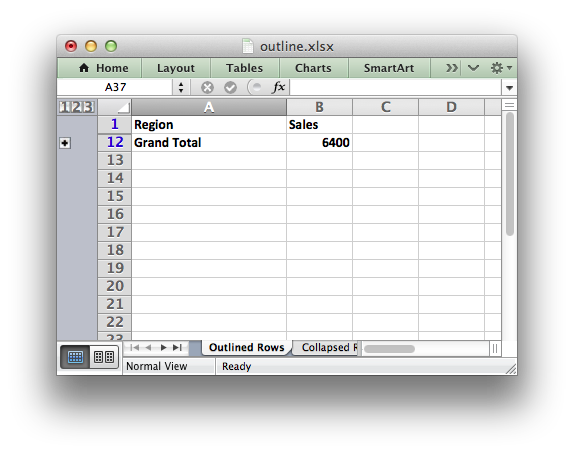 outline.xlsx
Home Layout Tables Charts SmartArt
A37 fx
1 2 3 A B C D
1 Region Sales
12 Grand Total 6400
13
14
15
16
17
18
19
20
21
22
23
Outlined Rows Collapsed R
Normal View Ready